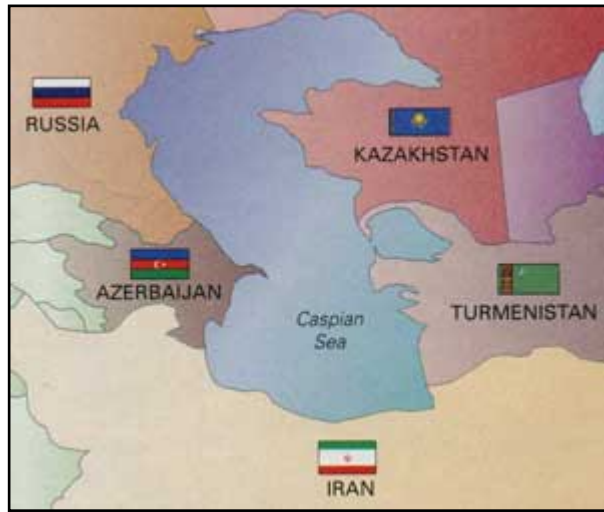 RUSSIA
KAZAKHSTAN
AZERBAIJAN
TURMENISTAN
Caspian
Sea
IRAN